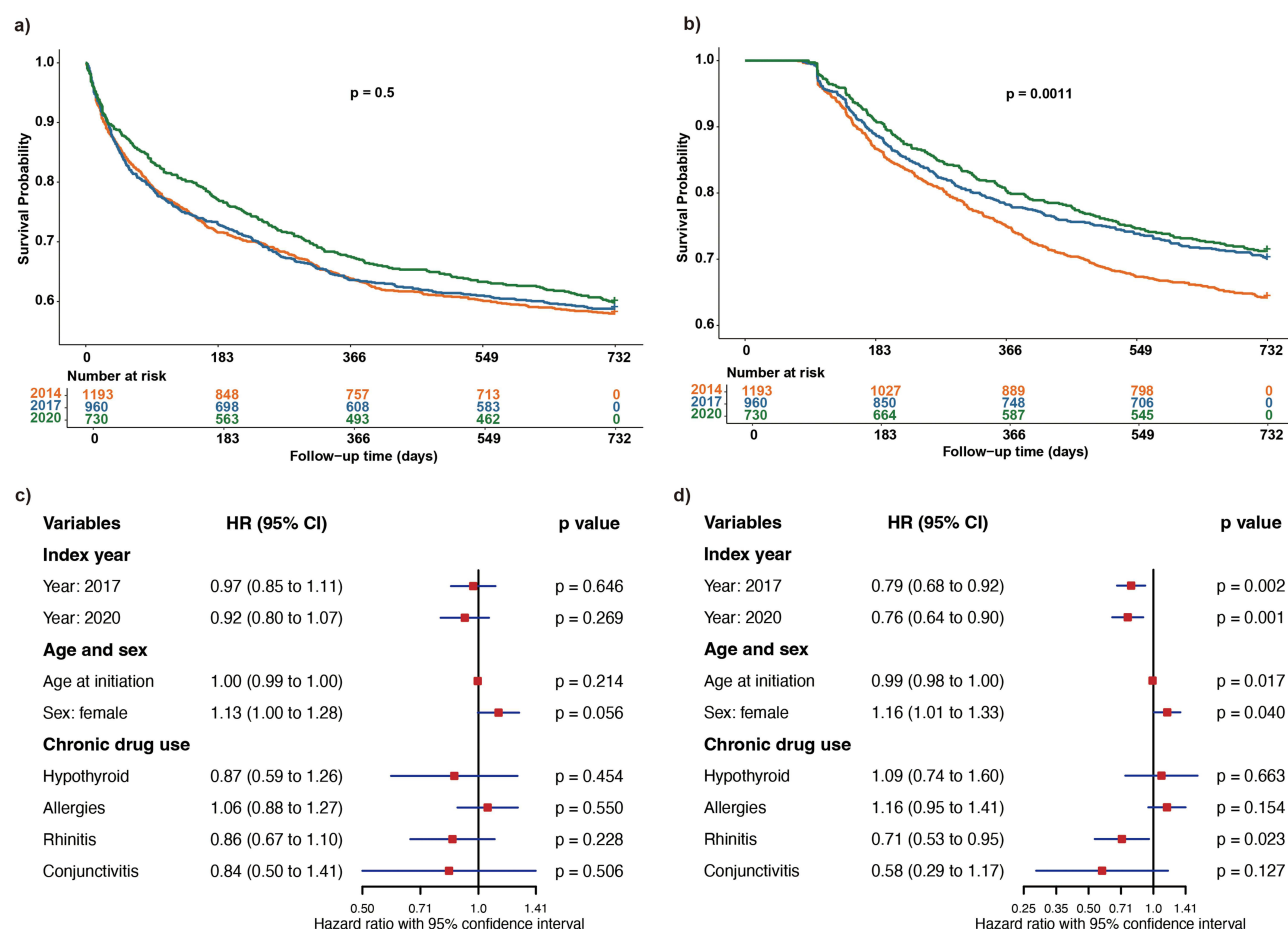 a)
1.0
0.9
0.8
0.7
0.6
Survival Probability
p = 0.5
0 183 366 549 732
Number at risk
2014 1193 848 757 713 0
2017 960 698 608 583 0
2020 730 563 493 462 0
0 183 366 549 732
Follow-up time (days)
b)
1.0
0.9
0.8
0.7
0.6
Survival Probability
p = 0.0011
0 183 366 549 732
Number at risk
2014 1193 1027 889 798 0
2017 960 850 748 706 0
2020 730 664 587 545 0
0 183 366 549 732
Follow-up time (days)
c)
Variables HR (95% CI) p value
Index year
Year: 2017 0.97 (0.85 to 1.11) p = 0.646
Year: 2020 0.92 (0.80 to 1.07) p = 0.269
Age and sex
Age at initiation 1.00 (0.99 to 1.00) p = 0.214
Sex: female 1.13 (1.00 to 1.28) p = 0.056
Chronic drug use
Hypothyroid 0.87 (0.59 to 1.26) p = 0.454
Allergies 1.06 (0.88 to 1.27) p = 0.550
Rhinitis 0.86 (0.67 to 1.10) p = 0.228
Conjunctivitis 0.84 (0.50 to 1.41) p = 0.506
0.50 0.71 1.0 1.41
Hazard ratio with 95% confidence interval
d)
Variables HR (95% CI) p value
Index year
Year: 2017 0.79 (0.68 to 0.92) p = 0.002
Year: 2020 0.76 (0.64 to 0.90) p = 0.001
Age and sex
Age at initiation 0.99 (0.98 to 1.00) p = 0.017
Sex: female 1.16 (1.01 to 1.33) p = 0.040
Chronic drug use
Hypothyroid 1.09 (0.74 to 1.60) p = 0.663
Allergies 1.16 (0.95 to 1.41) p = 0.154
Rhinitis 0.71 (0.53 to 0.95) p = 0.023
Conjunctivitis 0.58 (0.29 to 1.17) p = 0.127
0.25 0.35 0.50 0.71 1.0 1.41
Hazard ratio with 95% confidence interval